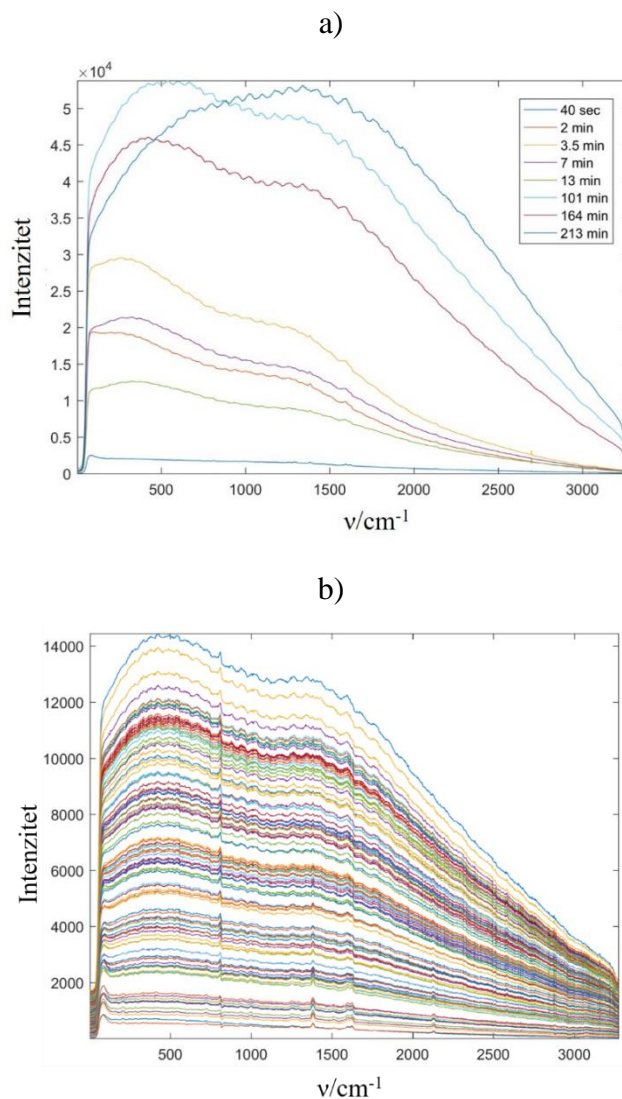 a)
×10⁴
5
4.5
4
3.5
3
2.5
2
1.5
1
0.5
0
Intenzitet
40 sec
2 min
3.5 min
7 min
13 min
101 min
164 min
213 min
500 1000 1500 2000 2500 3000
ν/cm⁻¹
b)
14000
12000
10000
8000
6000
4000
2000
Intenzitet
500 1000 1500 2000 2500 3000
ν/cm⁻¹